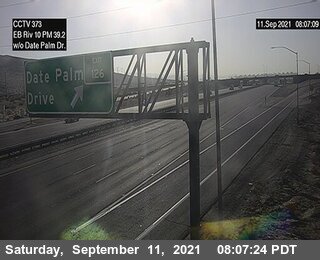 CCTV 373
EB Riv 10 PM 39.2
w/o Date Palm Dr.
11.Sep 2021 08:07:09
EXIT
126
Date Palm
Drive
Saturday, September 11, 2021 08:07:24 PDT